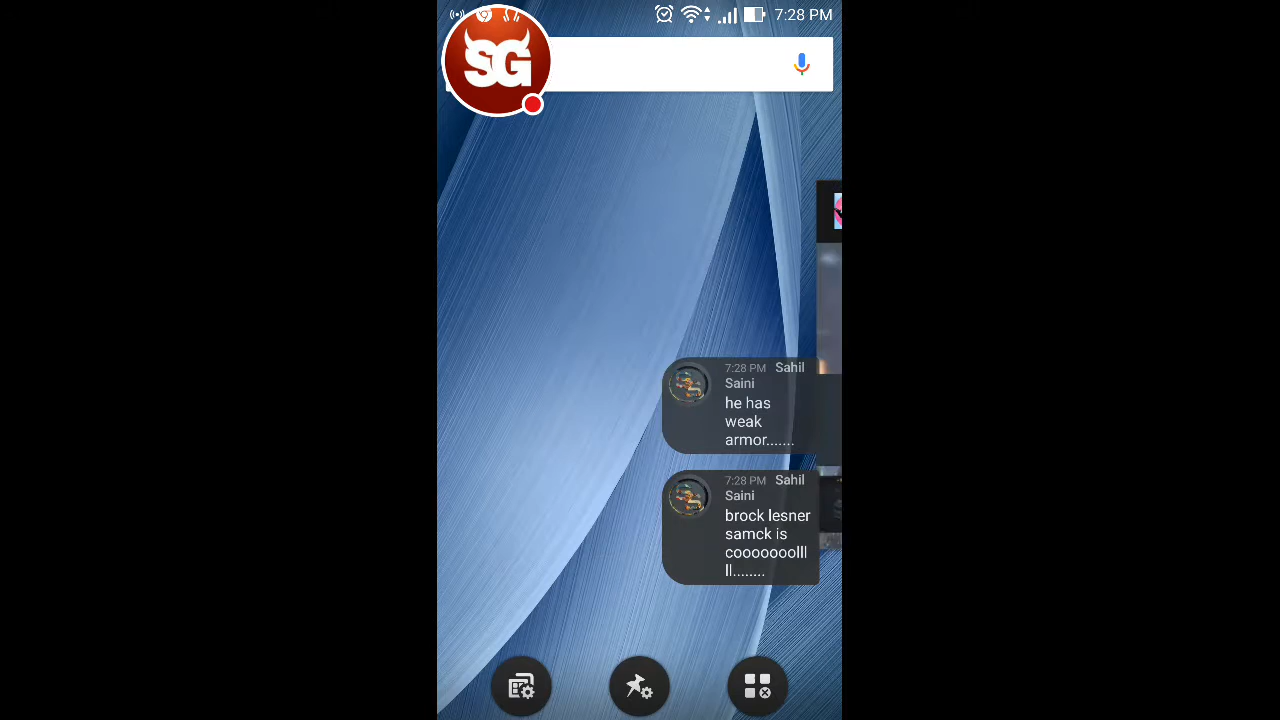 7:28 PM
SG
7:28 PM Sahil
Saini
he has
weak
armor.......
7:28 PM Sahil
Saini
brock lesner
samck is
cooooooolll
ll........